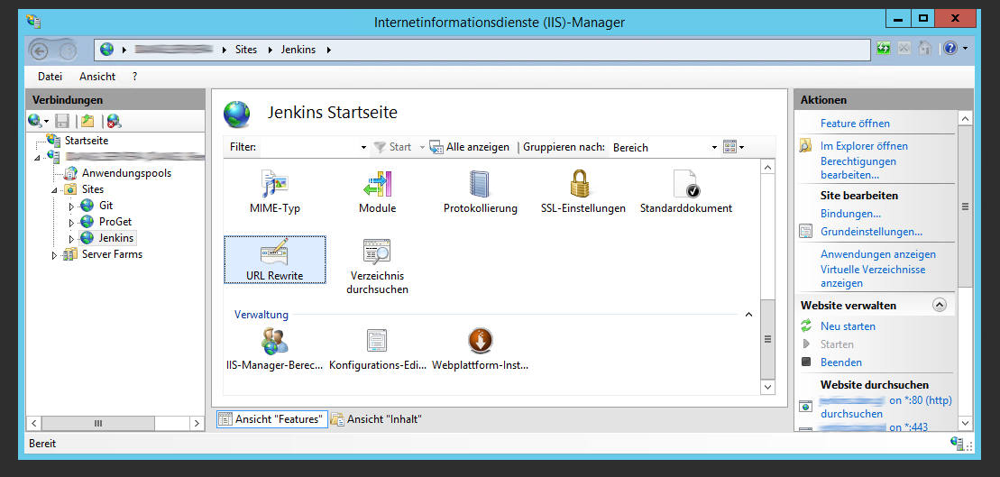 Internetinformationsdienste (IIS)-Manager
Sites
Jenkins
Datei
Ansicht
?
Verbindungen
Startseite
Anwendungspools
Sites
Git
ProGet
Jenkins
Server Farms
Jenkins Startseite
Filter:
Start
Alle anzeigen
Gruppieren nach:
Bereich
MIME-Typ
Module
Protokollierung
SSL-Einstellungen
Standarddokument
URL Rewrite
Verzeichnis
durchsuchen
Verwaltung
IIS-Manager-Berec...
Konfigurations-Edi...
Webplattform-Inst...
Ansicht "Features"
Ansicht "Inhalt"
Aktionen
Feature öffnen
Im Explorer öffnen
Berechtigungen
bearbeiten...
Site bearbeiten
Bindungen...
Grundeinstellungen...
Anwendungen anzeigen
Virtuelle Verzeichnisse
anzeigen
Website verwalten
Neu starten
Starten
Beenden
Website durchsuchen
on *:80 (http)
durchsuchen
on *:443
Bereit